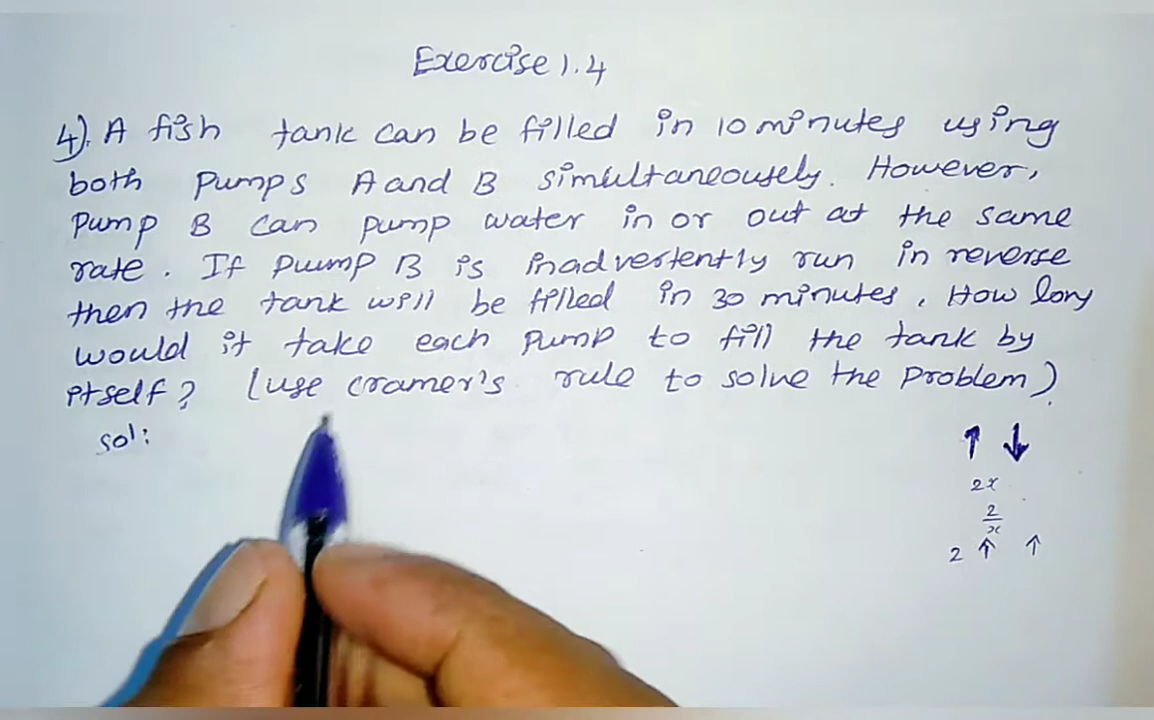 Exercise 1.4
4). A fish tank can be filled in 10 minutes using
both pumps A and B simultaneously. However,
pump B can pump water in or out at the same
rate. If pump B is inadvertently run in reverse
then the tank will be filled in 30 minutes. How long
would it take each pump to fill the tank by
itself? (use cramer's rule to solve the problem).
sol:
↑ ↓
2x
2/x
2 ↑ ↑